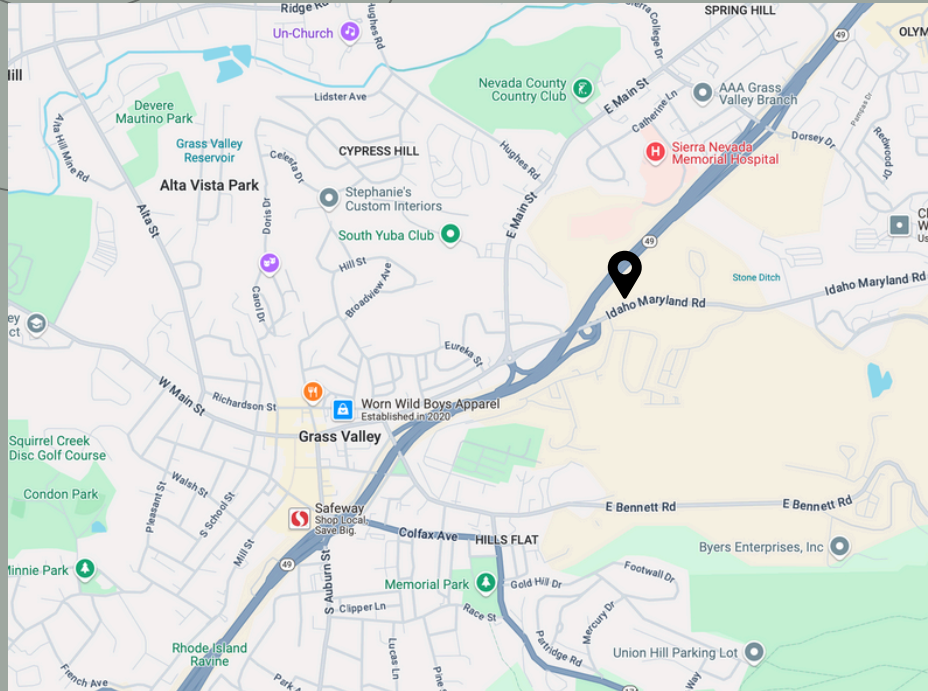 Ridge Rd
Hughes Rd
Sierra College Dr
SPRING HILL
Un-Church
49
Nevada County
Country Club
E Main St
AAA Grass
Valley Branch
Lidster Ave
Catherine Ln
Pampas Dr
Devere
Mautino Park
Dorsey Dr
Redwood Dr
Alta Hill Mine Rd
Grass Valley
Reservoir
CYPRESS HILL
Hughes Rd
H
Sierra Nevada
Memorial Hospital
Celesta Dr
Alta Vista Park
Stephanie's
Custom Interiors
E Main St
Alta St
Doris Dr
South Yuba Club
49
Hill St
Stone Ditch
Broadview Ave
Idaho Maryland Rd
Idaho Maryland Rd
Carol Dr
Eureka St
W Main St
Richardson St
Worn Wild Boys Apparel
Established in 2020
Grass Valley
Squirrel Creek
Disc Golf Course
Walsh St
Condon Park
Pleasant St
S School St
Safeway
Shop Local,
Save Big.
E Bennett Rd
E Bennett Rd
Colfax Ave
HILLS FLAT
Mill St
Byers Enterprises, Inc
49
Minnie Park
S Auburn St
Memorial Park
Gold Hill Dr
Footwall Dr
Clipper Ln
Race St
Mercury Dr
Rhode Island
Ravine
Lucas Ln
Partridge Rd
Union Hill Parking Lot
French Ave
Park A
Pine S
Way